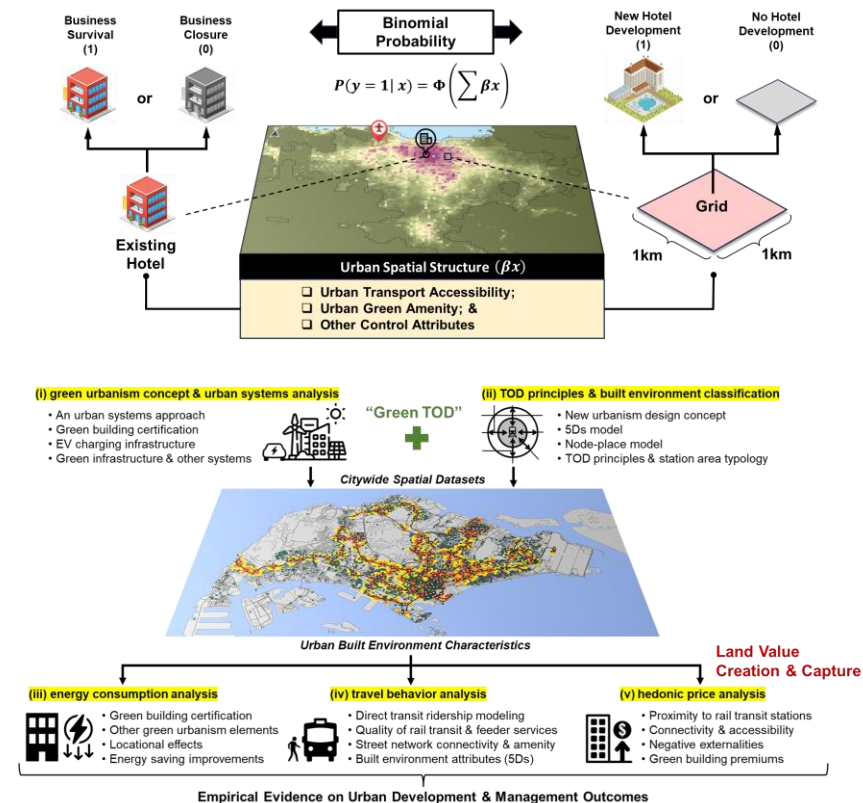 Business
Survival
(1)
Business
Closure
(0)
or
Binomial
Probability
P(y = 1| x) = Φ(∑ βx)
New Hotel
Development
(1)
No Hotel
Development
(0)
or
Existing
Hotel
Grid
1km
1km
Urban Spatial Structure (βx)
❑ Urban Transport Accessibility;
❑ Urban Green Amenity; &
❑ Other Control Attributes
(i) green urbanism concept & urban systems analysis
• An urban systems approach
• Green building certification
• EV charging infrastructure
• Green infrastructure & other systems
“Green TOD”
(ii) TOD principles & built environment classification
• New urbanism design concept
• 5Ds model
• Node-place model
• TOD principles & station area typology
Citywide Spatial Datasets
Urban Built Environment Characteristics
Land Value
Creation & Capture
(iii) energy consumption analysis
• Green building certification
• Other green urbanism elements
• Locational effects
• Energy saving improvements
(iv) travel behavior analysis
• Direct transit ridership modeling
• Quality of rail transit & feeder services
• Street network connectivity & amenity
• Built environment attributes (5Ds)
(v) hedonic price analysis
• Proximity to rail transit stations
• Connectivity & accessibility
• Negative externalities
• Green building premiums
Empirical Evidence on Urban Development & Management Outcomes